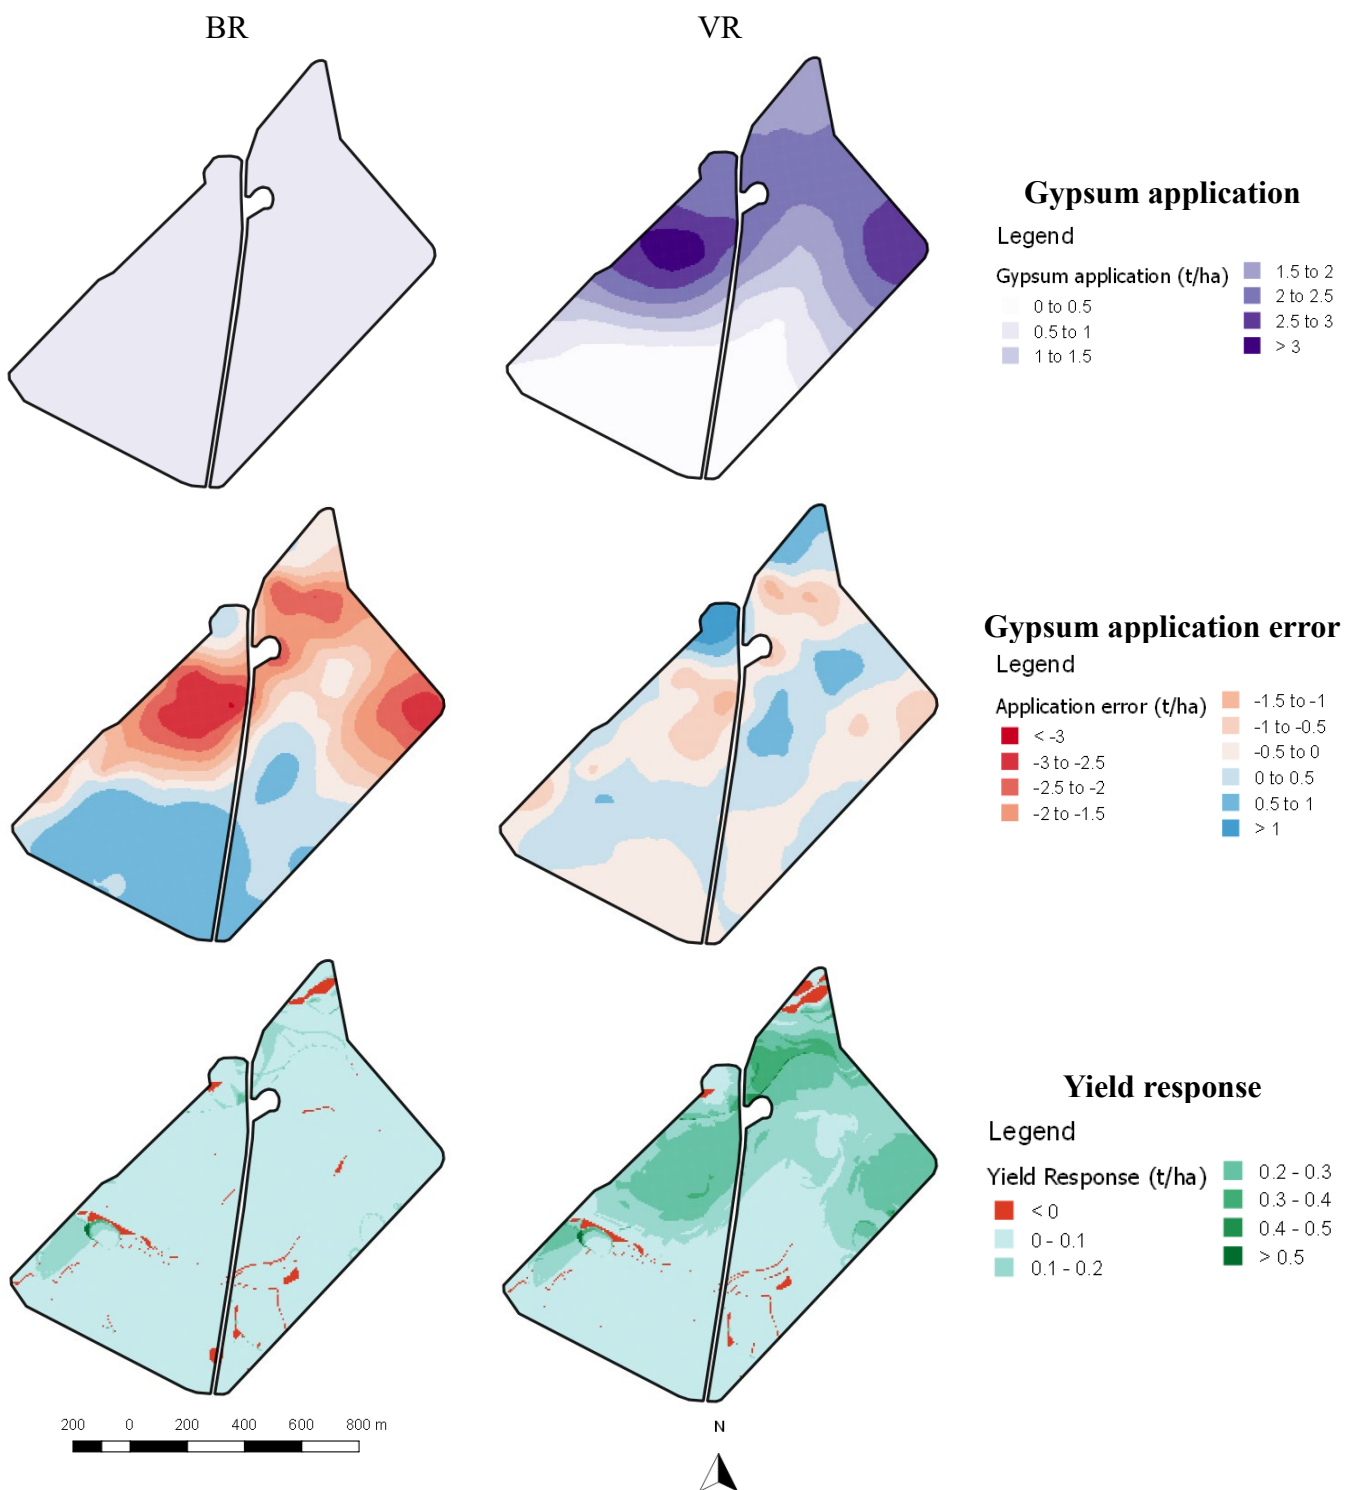 BR
VR
Gypsum application
Legend
Gypsum application (t/ha)
0 to 0.5
0.5 to 1
1 to 1.5
1.5 to 2
2 to 2.5
2.5 to 3
> 3
Gypsum application error
Legend
Application error (t/ha)
< -3
-3 to -2.5
-2.5 to -2
-2 to -1.5
-1.5 to -1
-1 to -0.5
-0.5 to 0
0 to 0.5
0.5 to 1
> 1
Yield response
Legend
Yield Response (t/ha)
< 0
0 - 0.1
0.1 - 0.2
0.2 - 0.3
0.3 - 0.4
0.4 - 0.5
> 0.5
200 0 200 400 600 800 m
N